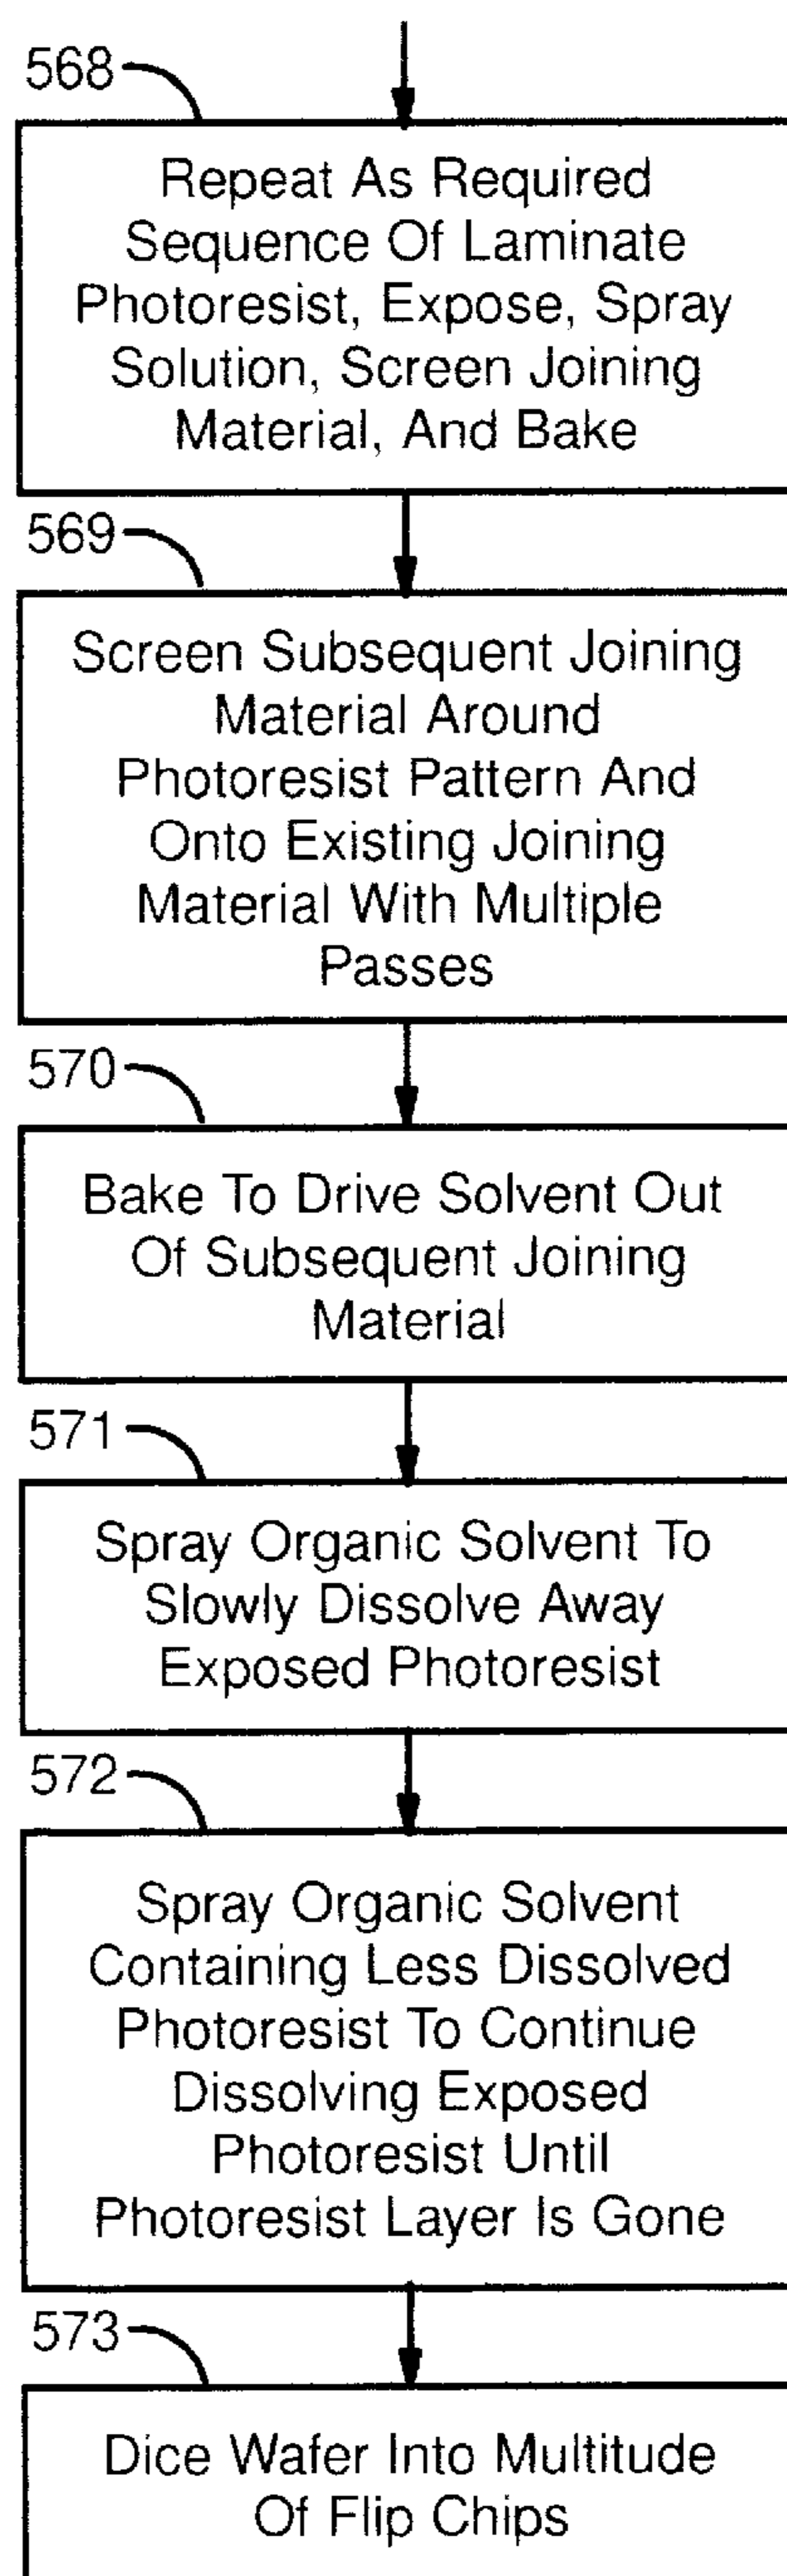 568
Repeat As Required
Sequence Of Laminate
Photoresist, Expose, Spray
Solution, Screen Joining
Material, And Bake
569
Screen Subsequent Joining
Material Around
Photoresist Pattern And
Onto Existing Joining
Material With Multiple
Passes
570
Bake To Drive Solvent Out
Of Subsequent Joining
Material
571
Spray Organic Solvent To
Slowly Dissolve Away
Exposed Photoresist
572
Spray Organic Solvent
Containing Less Dissolved
Photoresist To Continue
Dissolving Exposed
Photoresist Until
Photoresist Layer Is Gone
573
Dice Wafer Into Multitude
Of Flip Chips